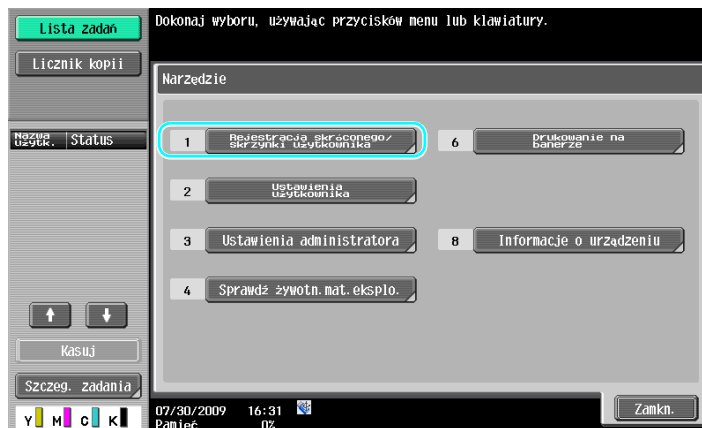 Lista zadań
Dokonaj wyboru, używając przycisków menu lub klawiatury.
Licznik kopii
Narzędzie
Nazwa
użytk.
Status
1
Rejestracja skróconego/
skrzynki użytkownika
6
Drukowanie na
banerze
2
Ustawienia
użytkownika
3
Ustawienia administratora
8
Informacje o urządzeniu
4
Sprawdź żywotn.mat.eksplo.
Kasuj
Szczeg. zadania
Y M C K
07/30/2009 16:31
Pamięć 0%
Zamkn.